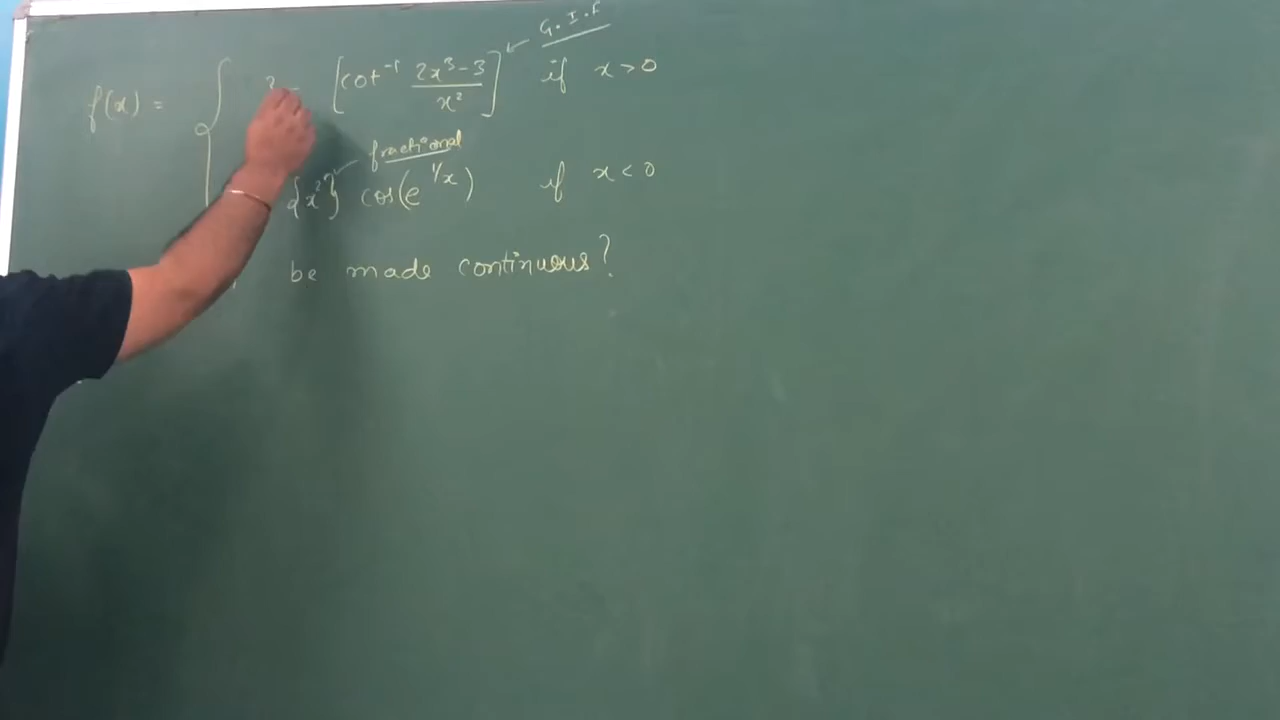 G.I.F
f(x) = { [cot⁻¹ (2x³-3)/x²] if x>0
fractional
{x²} cos(e^1/x) if x<0
be made continuous?